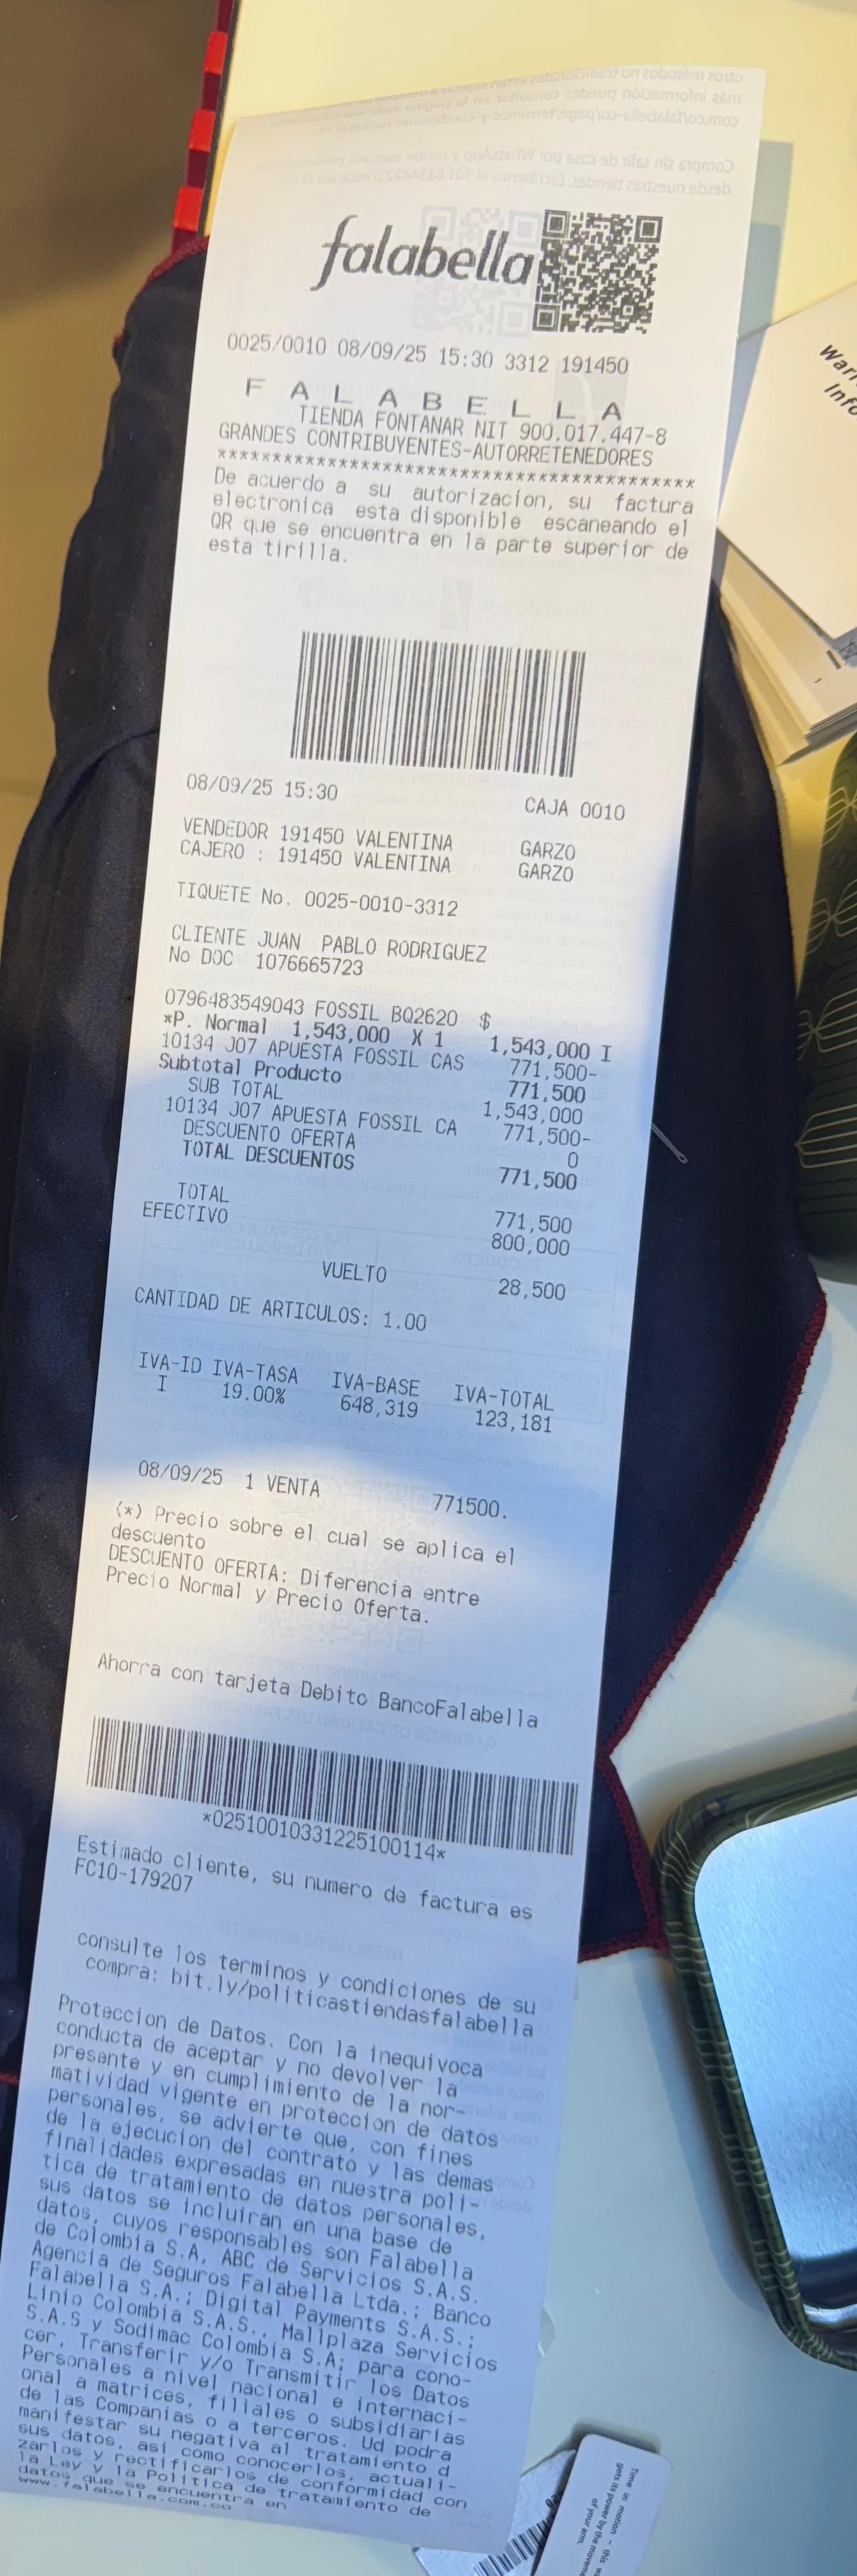 falabella
0025/0010 08/09/25 15:30 3312 191450
F A L A B E L L A
TIENDA FONTANAR NIT 900.017.447-8
GRANDES CONTRIBUYENTES-AUTORRETENEDORES
********************************************
De acuerdo a su autorizacion, su factura
electronica esta disponible escaneando el
QR que se encuentra en la parte superior de
esta tirilla.
08/09/25 15:30 CAJA 0010
VENDEDOR 191450 VALENTINA GARZO
CAJERO : 191450 VALENTINA GARZO
TIQUETE No. 0025-0010-3312
CLIENTE JUAN PABLO RODRIGUEZ
No DOC 1076665723
0796483549043 FOSSIL BQ2620 $
*P. Normal 1,543,000 X 1 1,543,000 I
10134 J07 APUESTA FOSSIL CAS 771,500-
Subtotal Producto 771,500
SUB TOTAL 1,543,000
10134 J07 APUESTA FOSSIL CA 771,500-
DESCUENTO OFERTA 0
TOTAL DESCUENTOS 771,500
TOTAL 771,500
EFECTIVO 800,000
VUELTO 28,500
CANTIDAD DE ARTICULOS: 1.00
IVA-ID IVA-TASA IVA-BASE IVA-TOTAL
I 19.00% 648,319 123,181
08/09/25 1 VENTA 771500.
(*) Precio sobre el cual se aplica el
descuento
DESCUENTO OFERTA: Diferencia entre
Precio Normal y Precio Oferta.
Ahorra con tarjeta Debito BancoFalabella
*02510010331225100114*
Estimado cliente, su numero de factura es
FC10-179207
consulte los terminos y condiciones de su
compra: bit.ly/politicastiendasfalabella
Proteccion de Datos. Con la inequivoca
conducta de aceptar y no devolver la
presente y en cumplimiento de la nor-
matividad vigente en proteccion de datos
personales, se advierte que, con fines
de la ejecucion del contrato y las demas
finalidades expresadas en nuestra poli-
tica de tratamiento de datos personales,
sus datos se incluiran en una base de
datos, cuyos responsables son Falabella
de Colombia S.A, ABC de Servicios S.A.S.
Agencia de Seguros Falabella Ltda.; Banco
Falabella S.A.; Digital Payments S.A.S.;
Linio Colombia S.A.S., Mallplaza Servicios
S.A.S y Sodimac Colombia S.A; para cono-
cer, Transferir y/o Transmitir los Datos
Personales a nivel nacional e internaci-
onal a matrices, filiales o subsidiarias
de las Companias o a terceros. Ud podra
manifestar su negativa al tratamiento d
sus datos, asi como conocerlos, actuali-
zarlos y rectificarlos de conformidad con
la Ley y la Politica de tratamiento de
datos que se encuentra en
www.falabella.com.co
Time in motion - this
gets its power by the
of your arm.